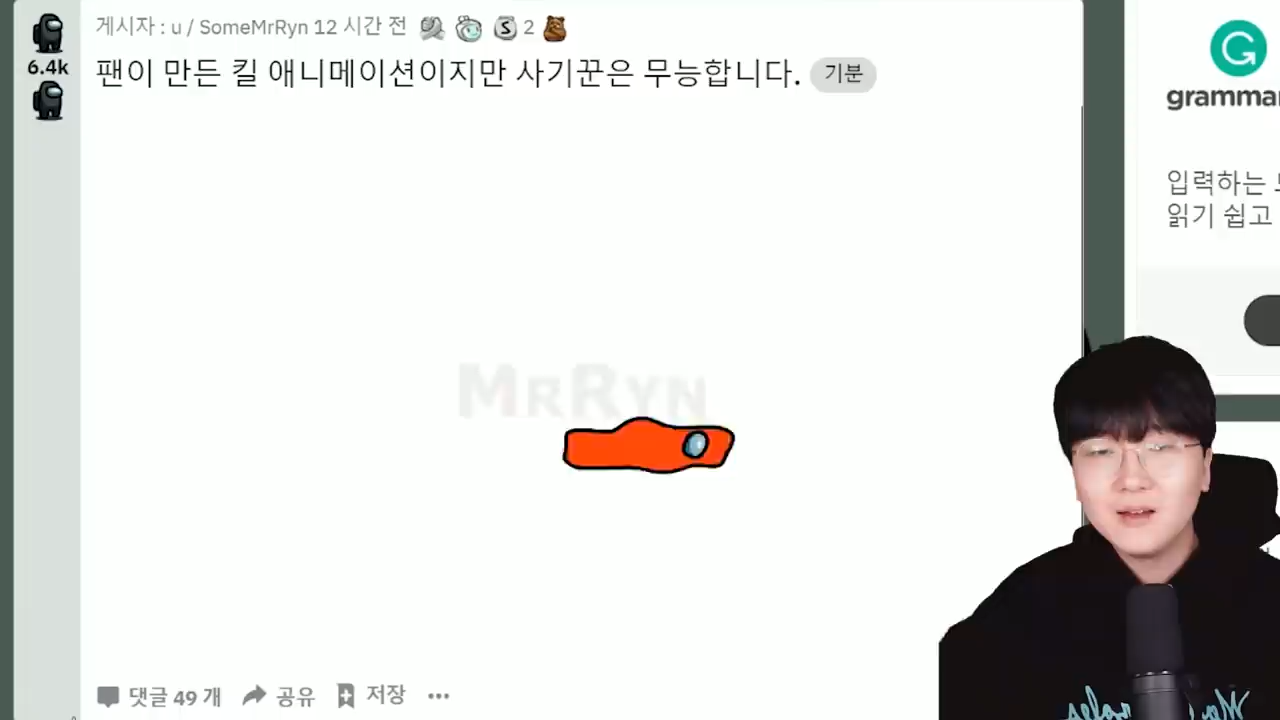 게시자 : u / SomeMrRyn 12 시간 전
2
6.4k
팬이 만든 킬 애니메이션이지만 사기꾼은 무능합니다.
기분
MRRYN
댓글 49 개
공유
저장
입력하는
읽기 쉽고